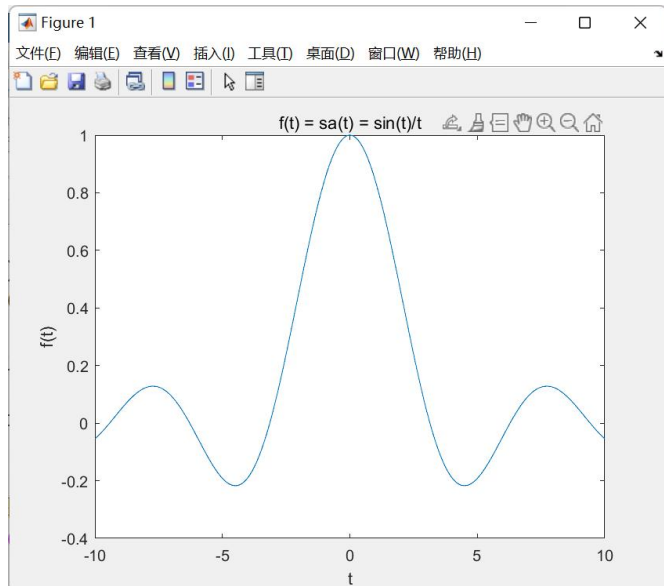 Figure 1
文件(F) 编辑(E) 查看(V) 插入(I) 工具(T) 桌面(D) 窗口(W) 帮助(H)
f(t) = sa(t) = sin(t)/t
1
0.8
0.6
0.4
0.2
0
-0.2
-0.4
f(t)
-10 -5 0 5 10
t